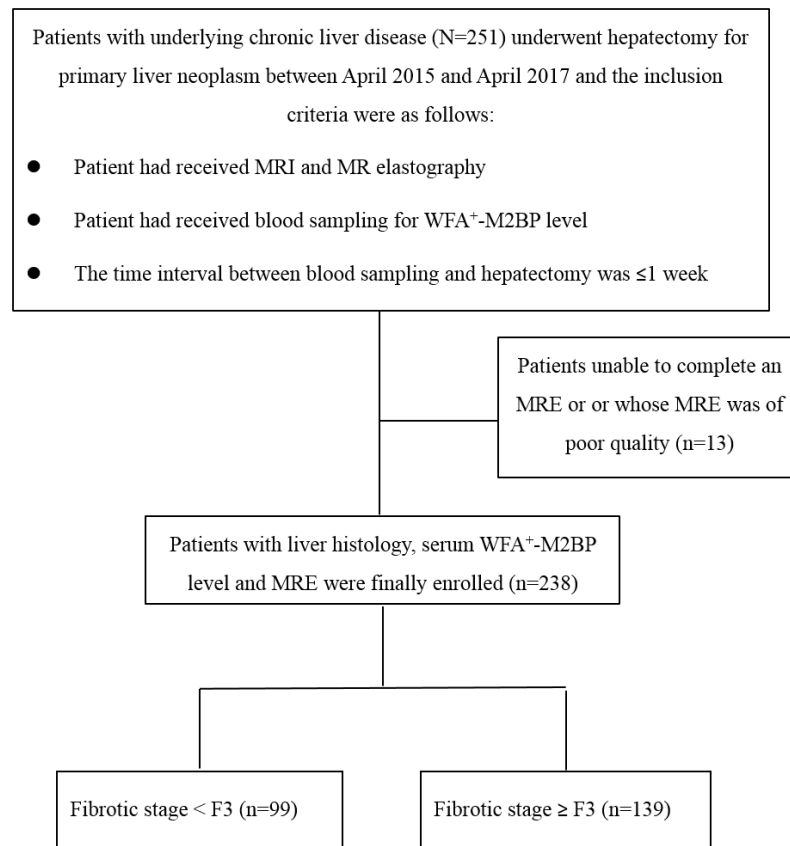 Patients with underlying chronic liver disease (N=251) underwent hepatectomy for
primary liver neoplasm between April 2015 and April 2017 and the inclusion
criteria were as follows:
● Patient had received MRI and MR elastography
● Patient had received blood sampling for WFA⁺-M2BP level
● The time interval between blood sampling and hepatectomy was ≤1 week
Patients unable to complete an
MRE or or whose MRE was of
poor quality (n=13)
Patients with liver histology, serum WFA⁺-M2BP
level and MRE were finally enrolled (n=238)
Fibrotic stage < F3 (n=99)
Fibrotic stage ≥ F3 (n=139)